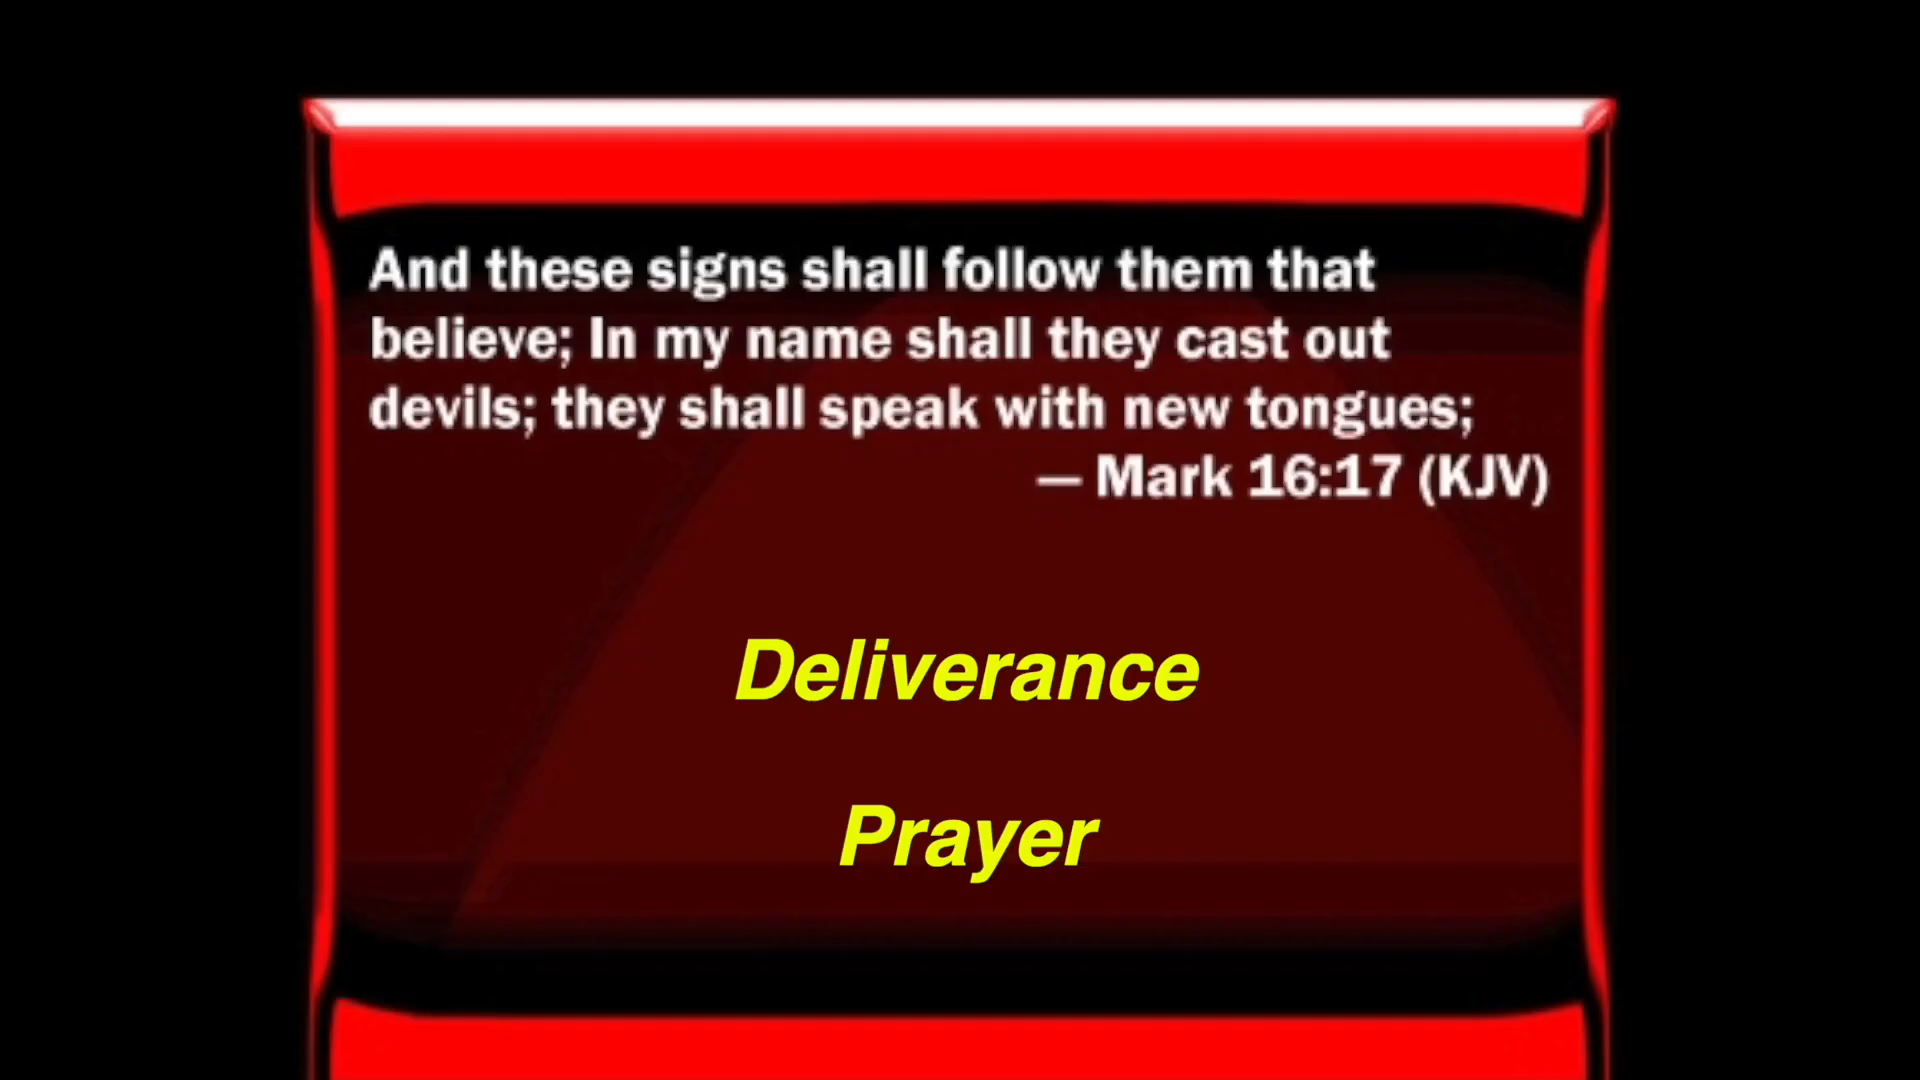 And these signs shall follow them that
believe; In my name shall they cast out
devils; they shall speak with new tongues;
— Mark 16:17 (KJV)
Deliverance
Prayer